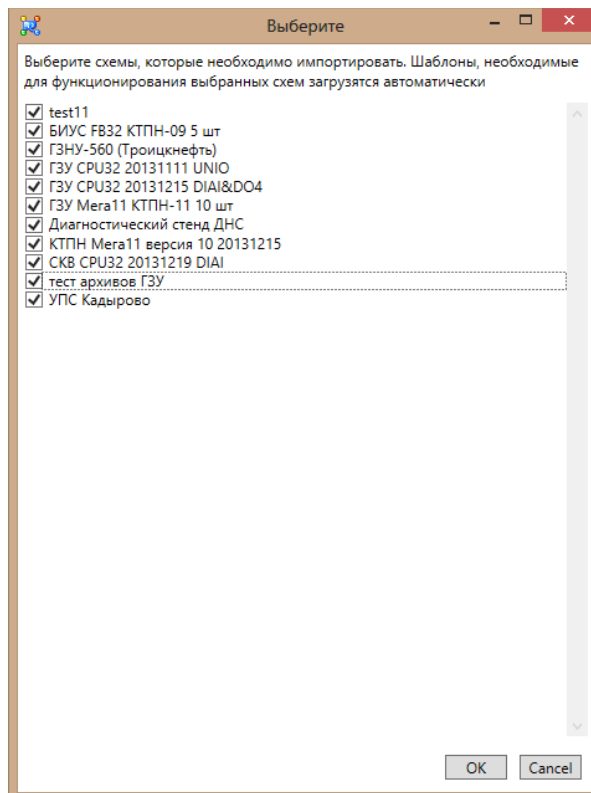 Выберите
Выберите схемы, которые необходимо импортировать. Шаблоны, необходимые
для функционирования выбранных схем загрузятся автоматически
test11
БИУС FB32 КТПН-09 5 шт
ГЗНУ-560 (Троицкнефть)
ГЗУ CPU32 20131111 UNIO
ГЗУ CPU32 20131215 DIAI&DO4
ГЗУ Мега11 КТПН-11 10 шт
Диагностический стенд ДНС
КТПН Мега11 версия 10 20131215
СКВ CPU32 20131219 DIAI
тест архивов ГЗУ
УПС Кадырово
OK Cancel